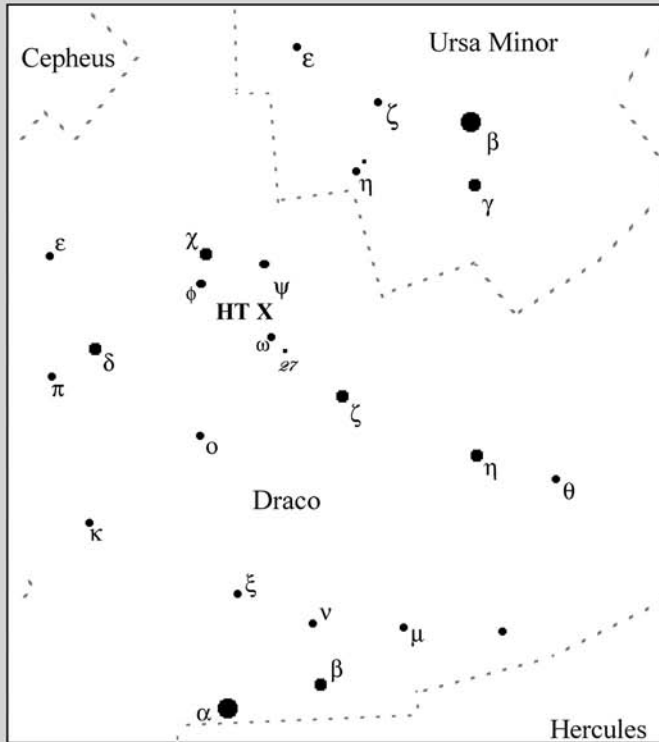 Cepheus
Ursa Minor
ε
ζ
β
η
γ
ε
χ
ψ
ϕ
HT X
ω
27
δ
π
ζ
ο
η
θ
Draco
κ
ξ
ν
μ
β
α
Hercules